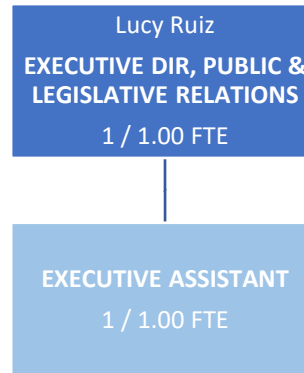 Lucy Ruiz
EXECUTIVE DIR, PUBLIC &
LEGISLATIVE RELATIONS
1 / 1.00 FTE
EXECUTIVE ASSISTANT
1 / 1.00 FTE